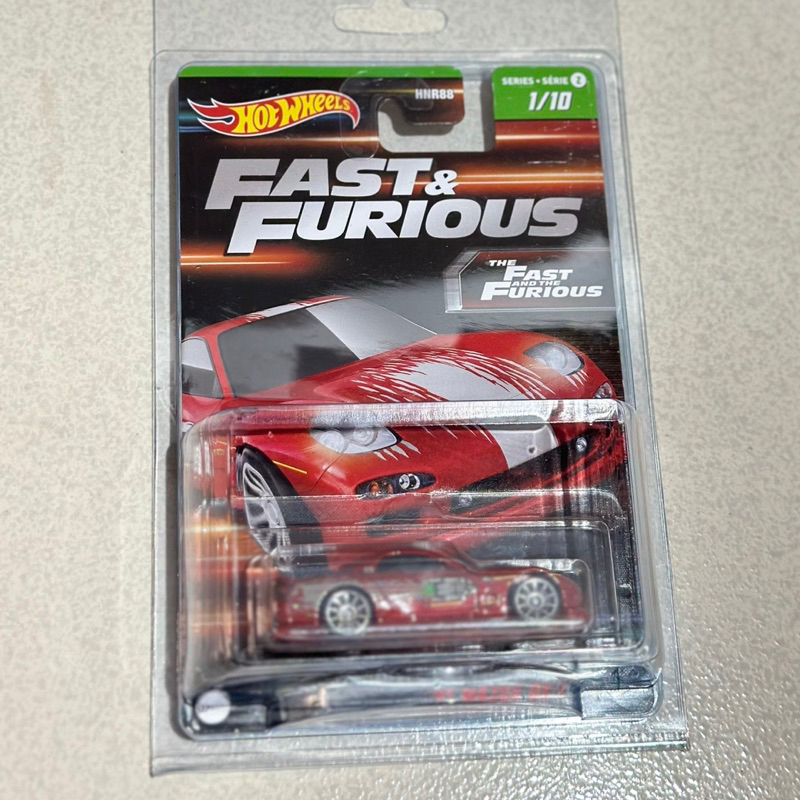 HOT WHEELS
HNR88
SERIES • SÉRIE 2
1/10
FAST &
FURIOUS
THE
FAST
AND THE
FURIOUS